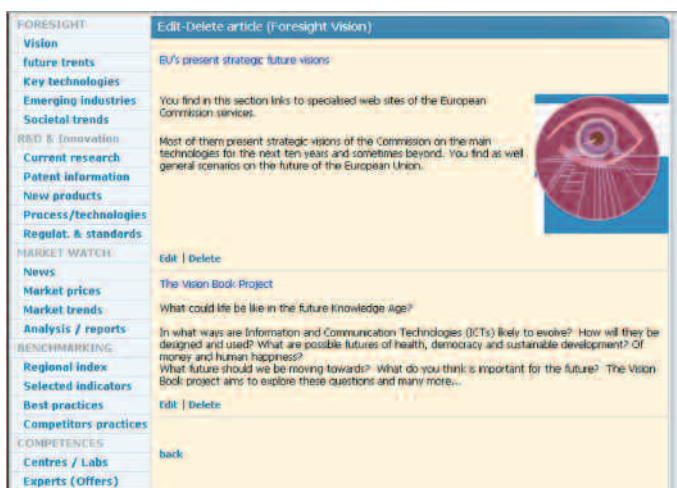 FORESIGHT
Vision
future trents
Key technologies
Emerging industries
Societal trends
R&D & Innovation
Current research
Patent information
New products
Process/technologies
Regulat. & standards
MARKET WATCH
News
Market prices
Market trends
Analysis / reports
BENCHMARKING
Regional index
Selected indicators
Best practices
Competitors practices
COMPETENCES
Centres / Labs
Experts (Offers)
Edit-Delete article (Foresight Vision)
EU's present strategic future visions
You find in this section links to specialised web sites of the European
Commission services.
Most of them present strategic visions of the Commission on the main
technologies for the next ten years and sometimes beyond. You find as well
general scenarios on the future of the European Union.
Edit | Delete
The Vision Book Project
What could life be like in the future Knowledge Age?
In what ways are Information and Communication Technologies (ICTs) likely to evolve? How will they be
designed and used? What are possible futures of health, democracy and sustainable development? Of
money and human happiness?
What future should we be moving towards? What do you think is important for the future? The Vision
Book project aims to explore these questions and many more...
Edit | Delete
back